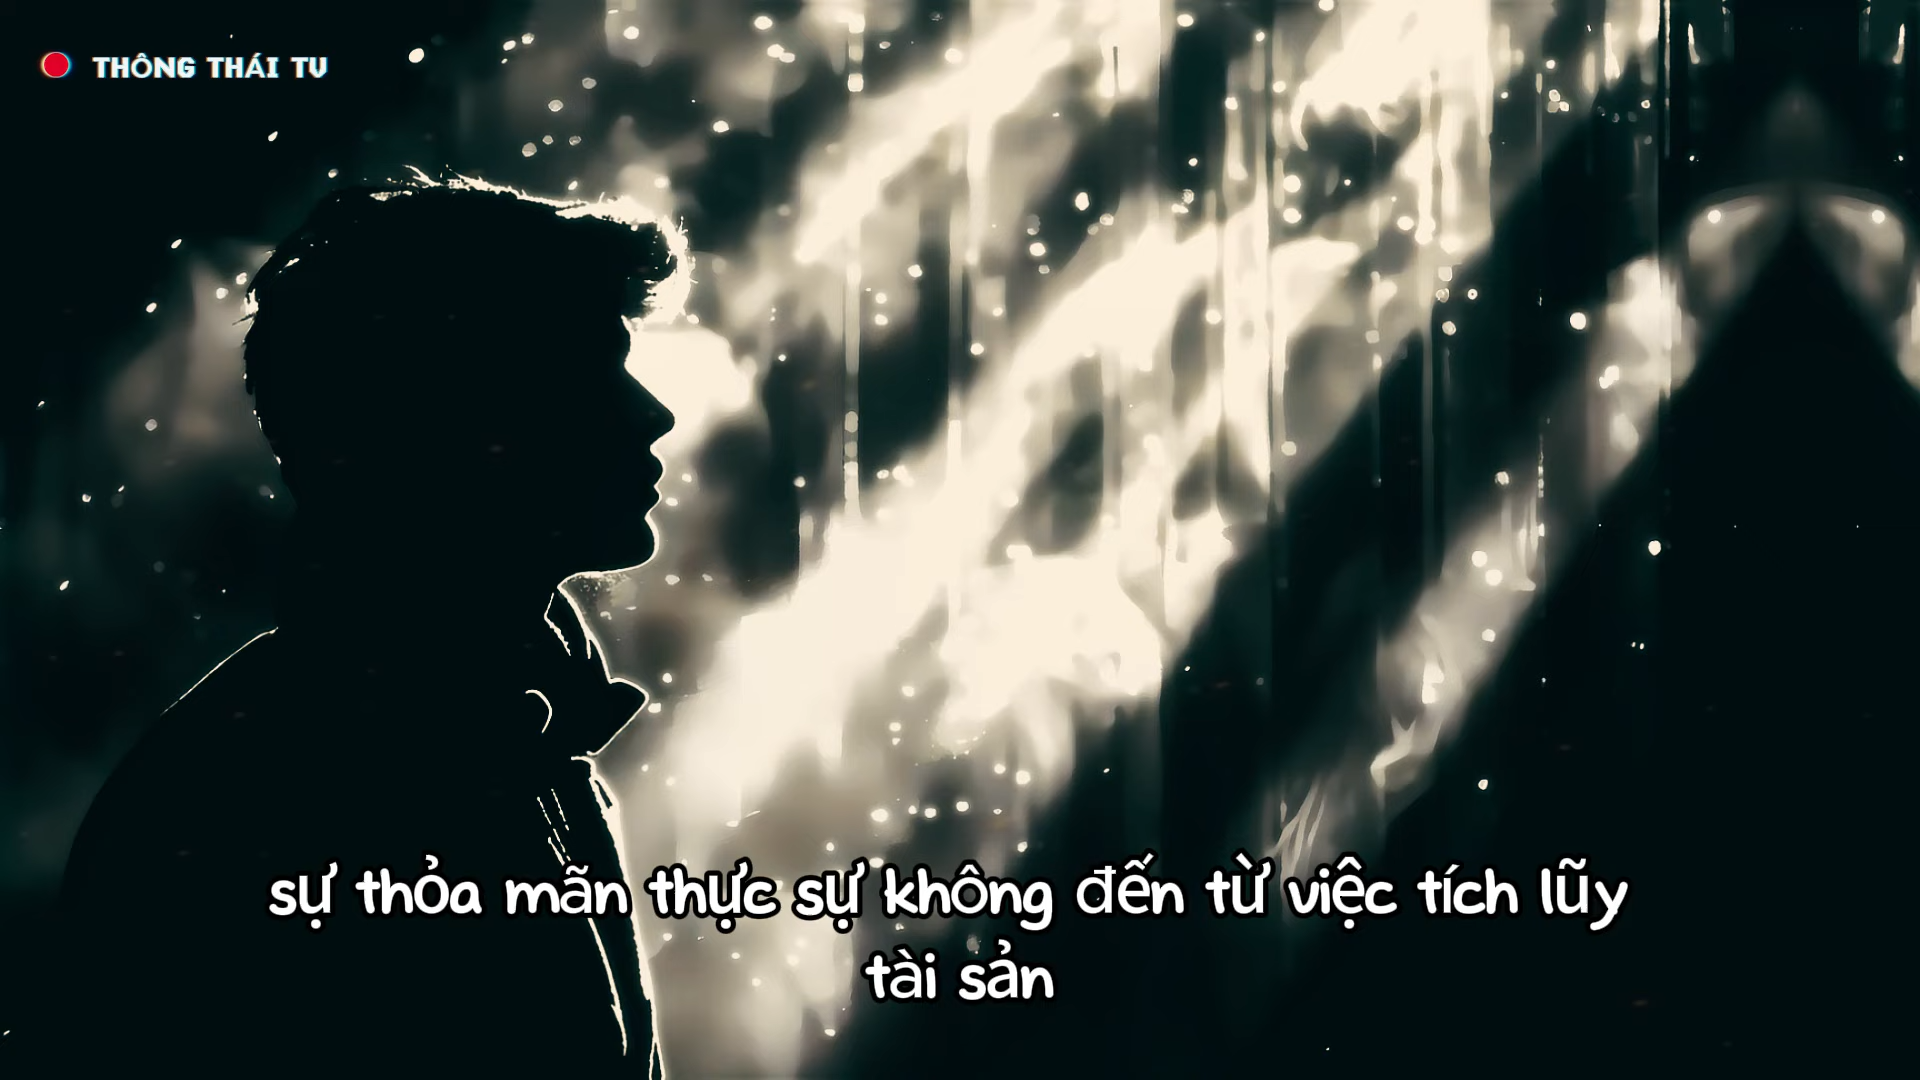 THÔNG THÁI TV
sự thỏa mãn thực sự không đến từ việc tích lũy
tài sản